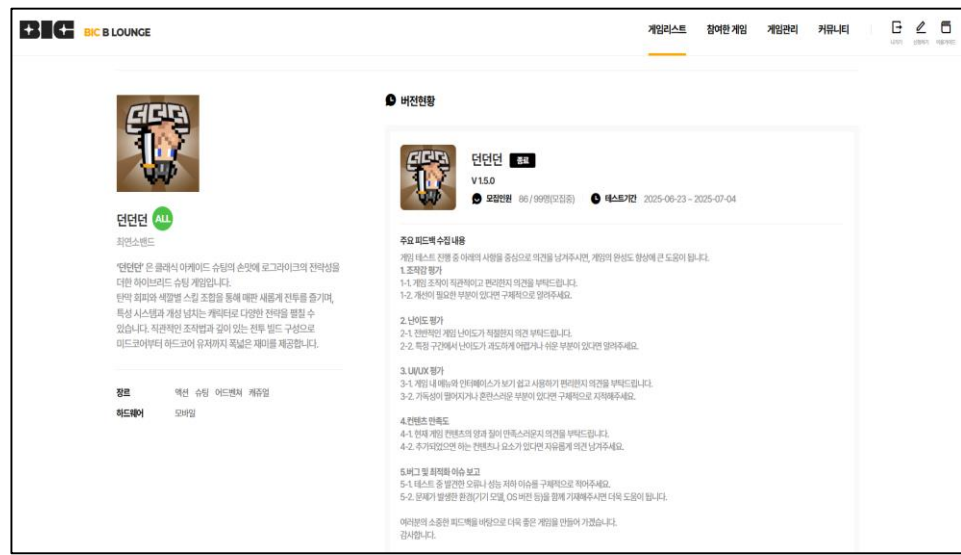 BIC BIC B LOUNGE
게임리스트 참여한 게임 게임관리 커뮤니티
던던던
던던던 ALL
최연소밴드
'던던던' 은 클래식 아케이드 슈팅의 손맛에 로그라이크의 전략성을
더한 하이브리드 슈팅 게임입니다.
탄막 회피와 색깔별 스킬 조합을 통해 매판 새롭게 전투를 즐기며,
특성 시스템과 개성 넘치는 캐릭터로 다양한 전략을 펼칠 수
있습니다. 직관적인 조작법과 깊이 있는 전투 빌드 구성으로
미드코어부터 하드코어 유저까지 폭넓은 재미를 제공합니다.
장르 액션 슈팅 어드벤쳐 캐쥬얼
하드웨어 모바일
버전현황
던던던
던던던 종료
V 1.5.0
모집인원 86 / 99명(모집중) 테스트기간 2025-06-23 ~ 2025-07-04
주요 피드백 수집 내용
게임 테스트 진행 중 아래의 사항을 중심으로 의견을 남겨주시면, 게임의 완성도 향상에 큰 도움이 됩니다.
1. 조작감 평가
1-1. 게임 조작이 직관적이고 편리한지 의견을 부탁드립니다.
1-2. 개선이 필요한 부분이 있다면 구체적으로 알려주세요.
2. 난이도 평가
2-1. 전반적인 게임 난이도가 적절한지 의견 부탁드립니다.
2-2. 특정 구간에서 난이도가 과도하게 어렵거나 쉬운 부분이 있다면 알려주세요.
3. UI/UX 평가
3-1. 게임 내 메뉴와 인터페이스가 보기 쉽고 사용하기 편리한지 의견을 부탁드립니다.
3-2. 가독성이 떨어지거나 혼란스러운 부분이 있다면 구체적으로 지적해주세요.
4.컨텐츠 만족도
4-1. 현재 게임 컨텐츠의 양과 질이 만족스러운지 의견을 부탁드립니다.
4-2. 추가되었으면 하는 컨텐츠나 요소가 있다면 자유롭게 의견 남겨주세요.
5.버그 및 최적화 이슈 보고
5-1. 테스트 중 발견한 오류나 성능 저하 이슈를 구체적으로 적어주세요.
5-2. 문제가 발생한 환경(기기 모델, OS 버전 등)을 함께 기재해주시면 더욱 도움이 됩니다.
여러분의 소중한 피드백을 바탕으로 더욱 좋은 게임을 만들어 가겠습니다.
감사합니다.